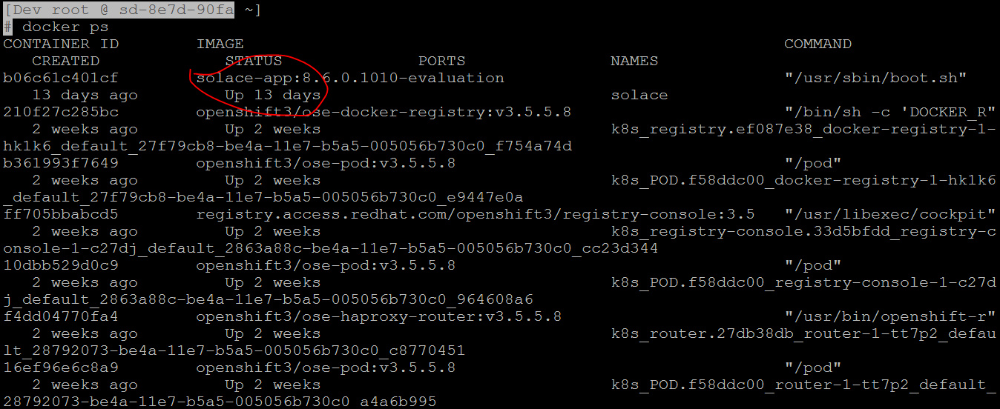 [Dev root @ sd-8e7d-90fa ~]
# docker ps
CONTAINER ID IMAGE COMMAND
CREATED STATUS PORTS NAMES
b06c61c401cf solace-app:8.6.0.1010-evaluation "/usr/sbin/boot.sh"
13 days ago Up 13 days solace
210f27c285bc openshift3/ose-docker-registry:v3.5.5.8 "/bin/sh -c 'DOCKER_R"
2 weeks ago Up 2 weeks k8s_registry.ef087e38_docker-registry-1-
hk1k6_default_27f79cb8-be4a-11e7-b5a5-005056b730c0_f754a74d
b361993f7649 openshift3/ose-pod:v3.5.5.8 "/pod"
2 weeks ago Up 2 weeks k8s_POD.f58ddc00_docker-registry-1-hk1k6
_default_27f79cb8-be4a-11e7-b5a5-005056b730c0_e9447e0a
ff705bbabcd5 registry.access.redhat.com/openshift3/registry-console:3.5 "/usr/libexec/cockpit"
2 weeks ago Up 2 weeks k8s_registry-console.33d5bfdd_registry-c
onsole-1-c27dj_default_2863a88c-be4a-11e7-b5a5-005056b730c0_cc23d344
10dbb529d0c9 openshift3/ose-pod:v3.5.5.8 "/pod"
2 weeks ago Up 2 weeks k8s_POD.f58ddc00_registry-console-1-c27d
j_default_2863a88c-be4a-11e7-b5a5-005056b730c0_964608a6
f4dd04770fa4 openshift3/ose-haproxy-router:v3.5.5.8 "/usr/bin/openshift-r"
2 weeks ago Up 2 weeks k8s_router.27db38db_router-1-tt7p2_defau
lt_28792073-be4a-11e7-b5a5-005056b730c0_c8770451
16ef96e6c8a9 openshift3/ose-pod:v3.5.5.8 "/pod"
2 weeks ago Up 2 weeks k8s_POD.f58ddc00_router-1-tt7p2_default_
28792073-be4a-11e7-b5a5-005056b730c0_a4a6b995